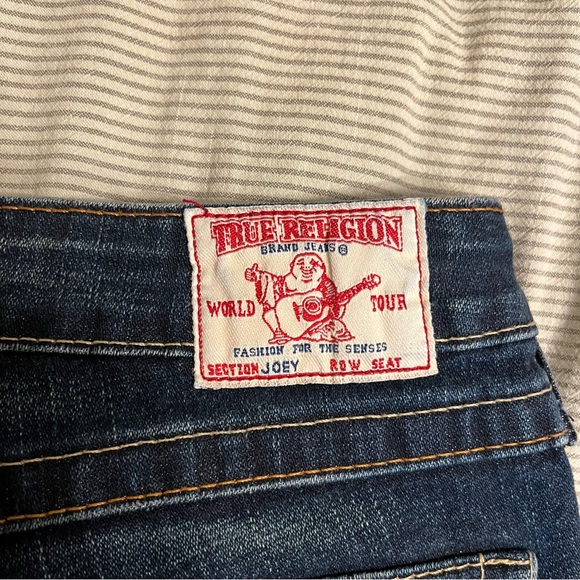 TRUE RELIGION
BRAND JEANS®
WORLD TOUR
FASHION FOR THE SENSES
SECTION JOEY ROW SEAT